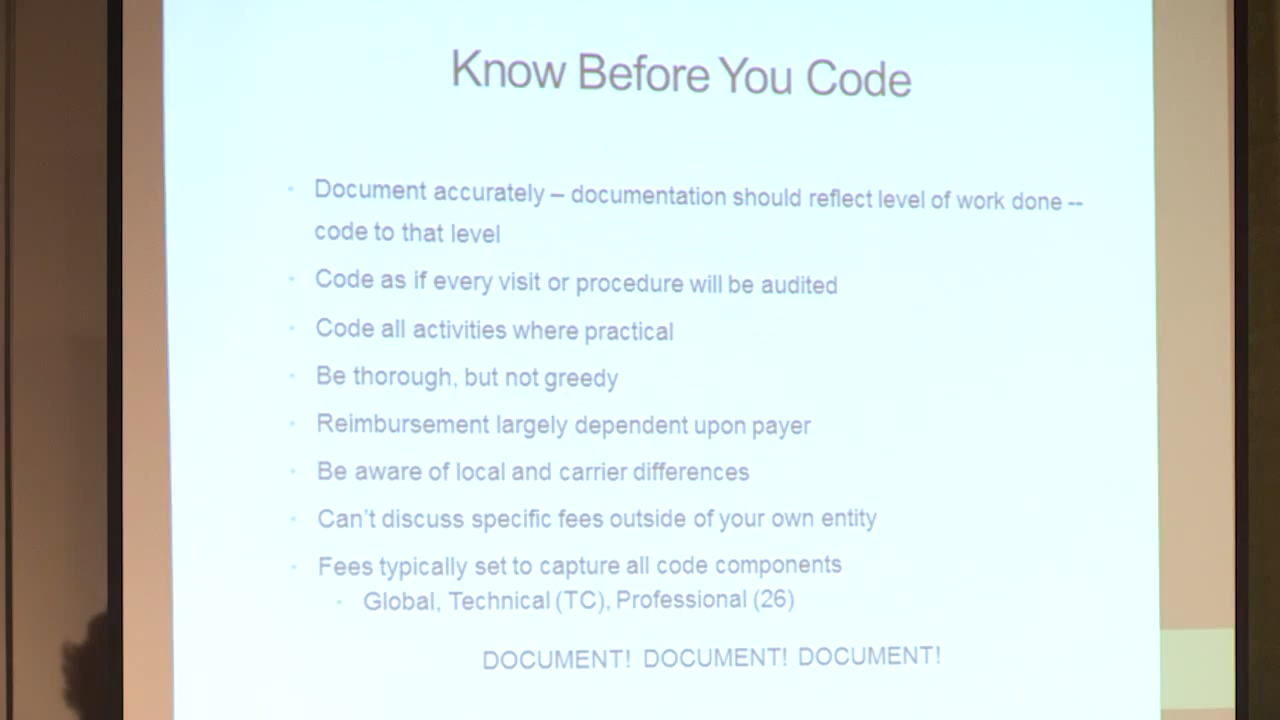 Know Before You Code
• Document accurately – documentation should reflect level of work done --
code to that level
• Code as if every visit or procedure will be audited
• Code all activities where practical
• Be thorough, but not greedy
• Reimbursement largely dependent upon payer
• Be aware of local and carrier differences
• Can't discuss specific fees outside of your own entity
• Fees typically set to capture all code components
• Global, Technical (TC), Professional (26)
DOCUMENT! DOCUMENT! DOCUMENT!